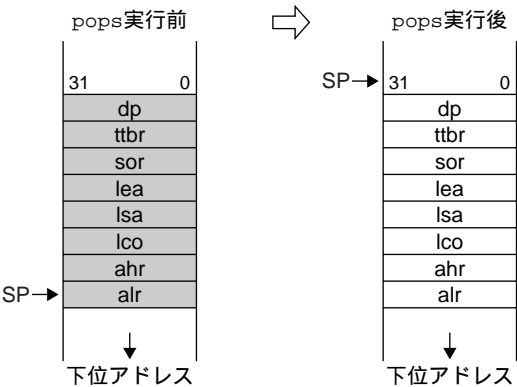 pops実行前
pops実行後
31 0
dp
ttbr
sor
lea
lsa
lco
ahr
SP alr
下位アドレス
SP 31 0
dp
ttbr
sor
lea
lsa
lco
ahr
alr
下位アドレス